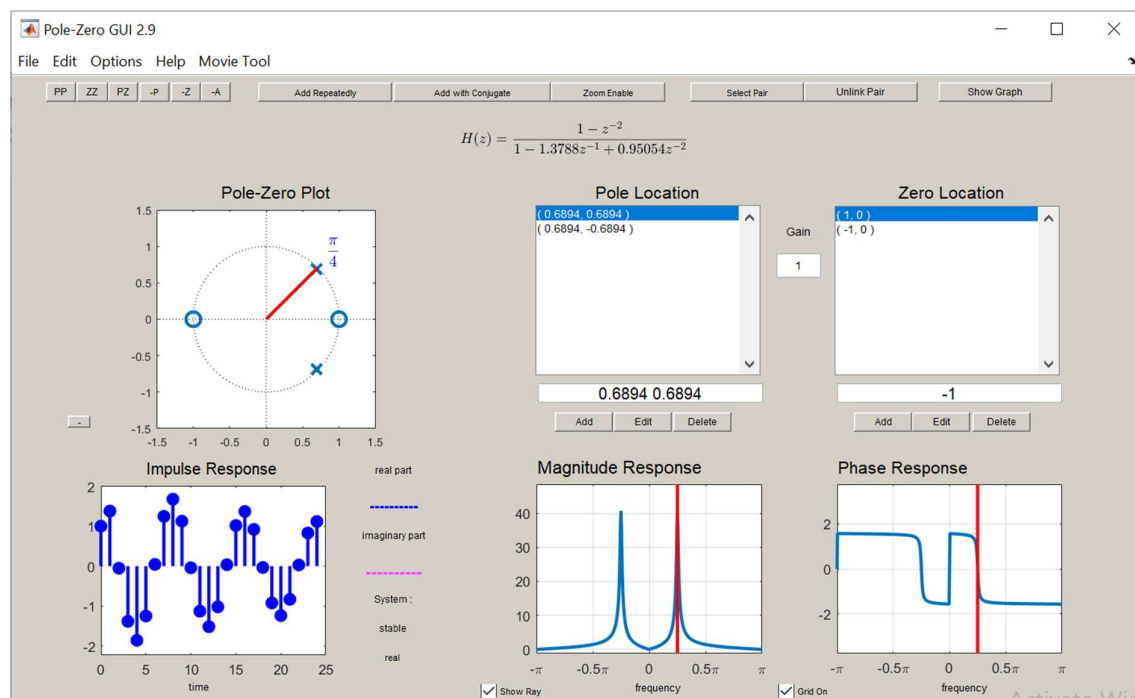 Pole-Zero GUI 2.9
File Edit Options Help Movie Tool
PP ZZ PZ -P -Z -A Add Repeatedly Add with Conjugate Zoom Enable Select Pair Unlink Pair Show Graph
H(z) = \frac{1 - z^{-2}}{1 - 1.3788z^{-1} + 0.95054z^{-2}}
Pole-Zero Plot
1.5
1
0.5
0
-0.5
-1
-1.5
-1.5 -1 -0.5 0 0.5 1 1.5
π/4
-
Pole Location
( 0.6894, 0.6894 )
( 0.6894, -0.6894 )
0.6894 0.6894
Add Edit Delete
Gain
1
Zero Location
( 1, 0 )
( -1, 0 )
-1
Add Edit Delete
Impulse Response
2
1
0
-1
-2
0 5 10 15 20 25
time
real part
imaginary part
System :
stable
real
Magnitude Response
40
30
20
10
0
-π -0.5π 0 0.5π π
Show Ray
frequency
Phase Response
2
0
-2
-π -0.5π 0 0.5π π
Grid On
frequency
Activate Wi